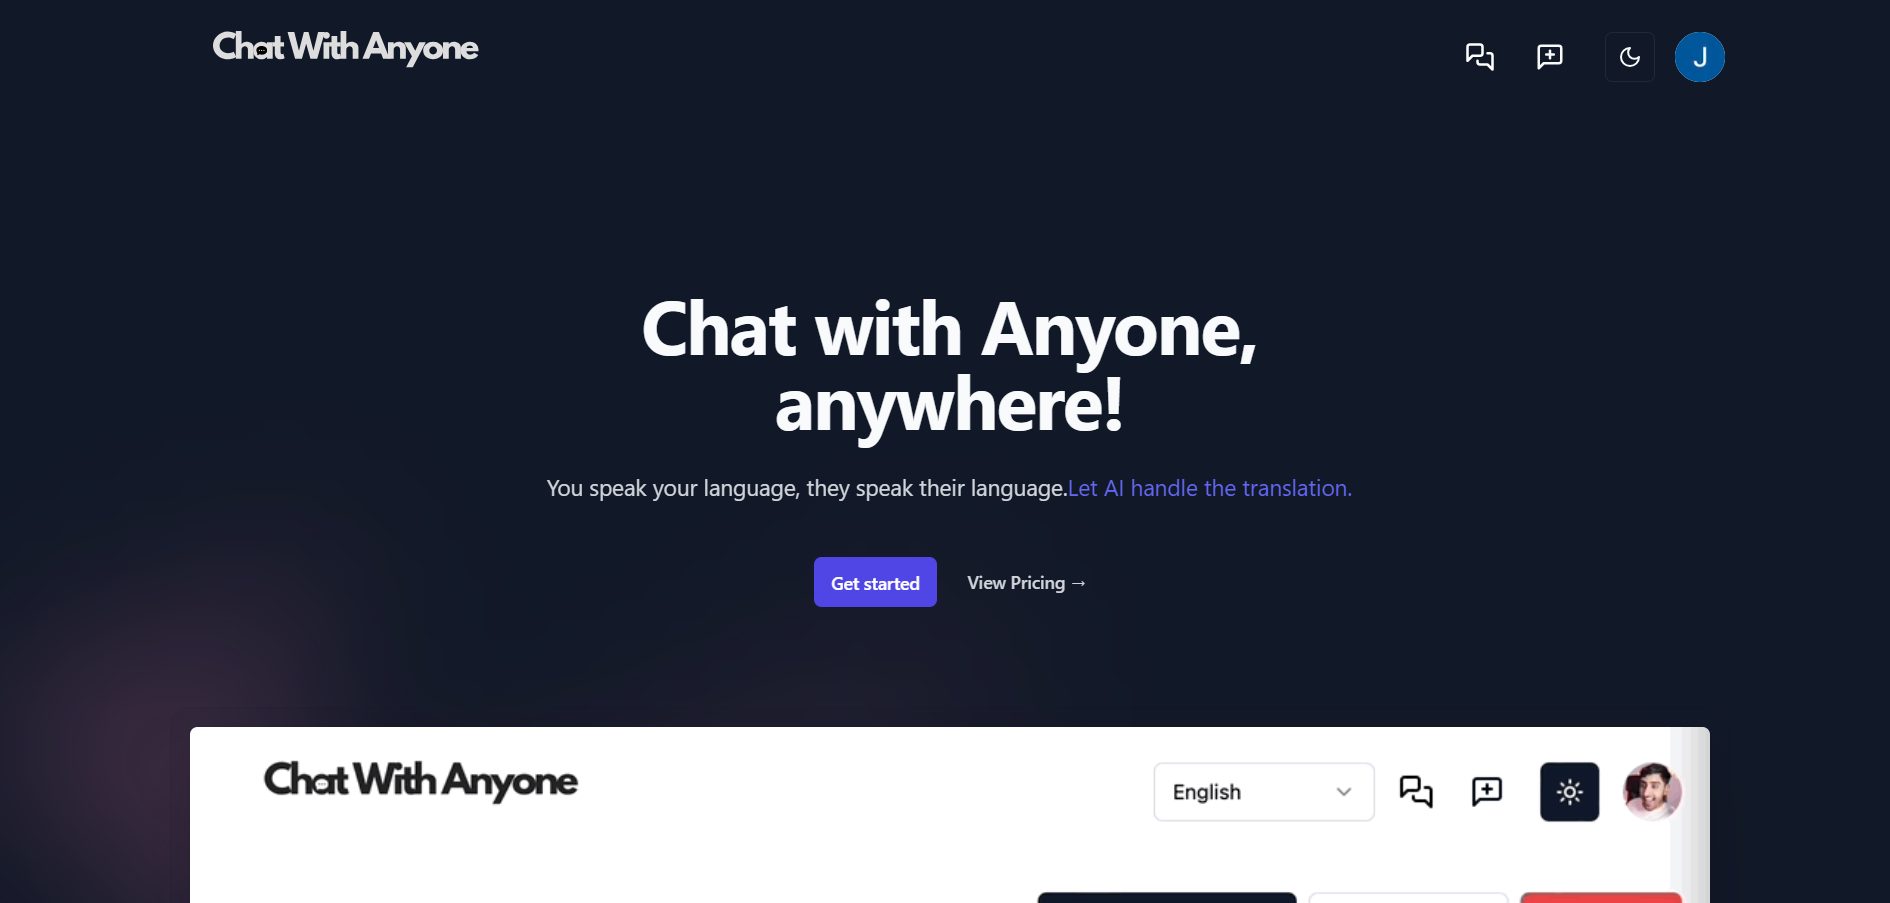 Chat With Anyone
J
Chat with Anyone,
anywhere!
You speak your language, they speak their language.Let AI handle the translation.
Get started
View Pricing →
Chat With Anyone
English